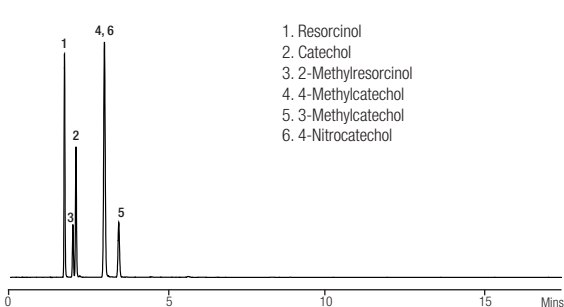 4, 6
1
2
3
5
1. Resorcinol
2. Catechol
3. 2-Methylresorcinol
4. 4-Methylcatechol
5. 3-Methylcatechol
6. 4-Nitrocatechol
0 5 10 15 Mins